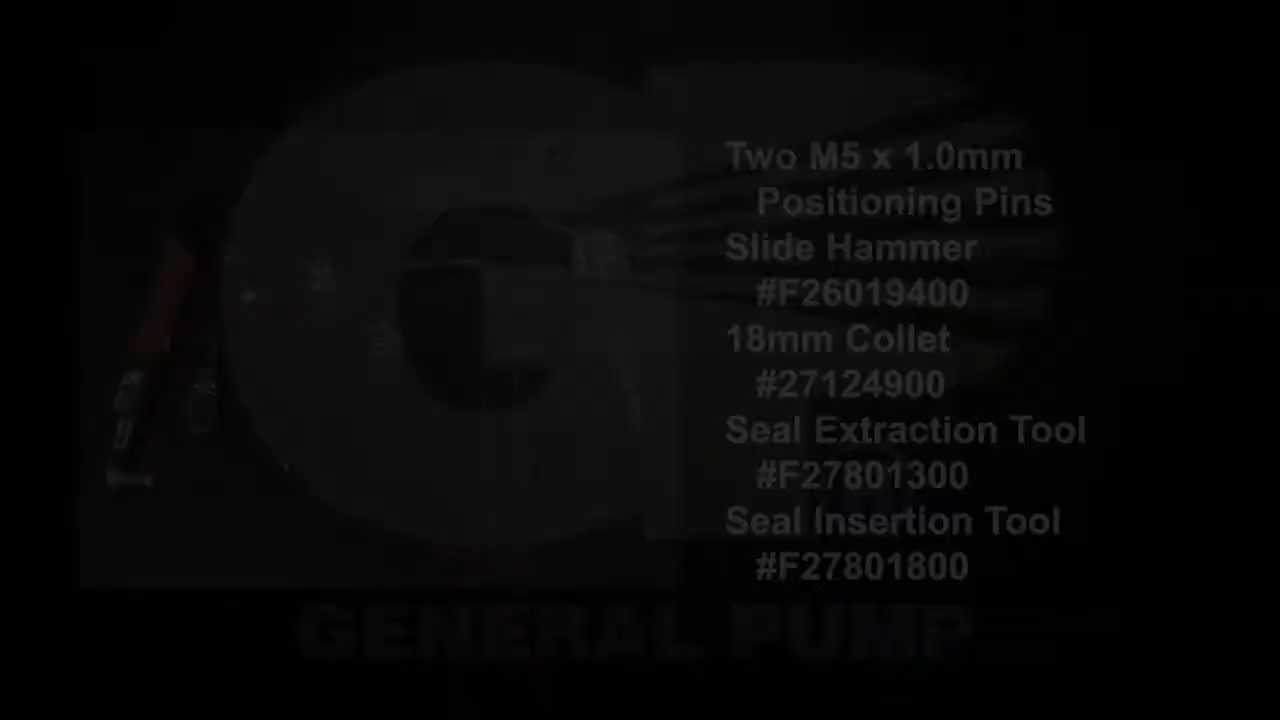 Two M5 x 1.0mm
Positioning Pins
Slide Hammer
#F26019400
18mm Collet
#27124900
Seal Extraction Tool
#F27801300
Seal Insertion Tool
#F27801800
GENERAL PUMP